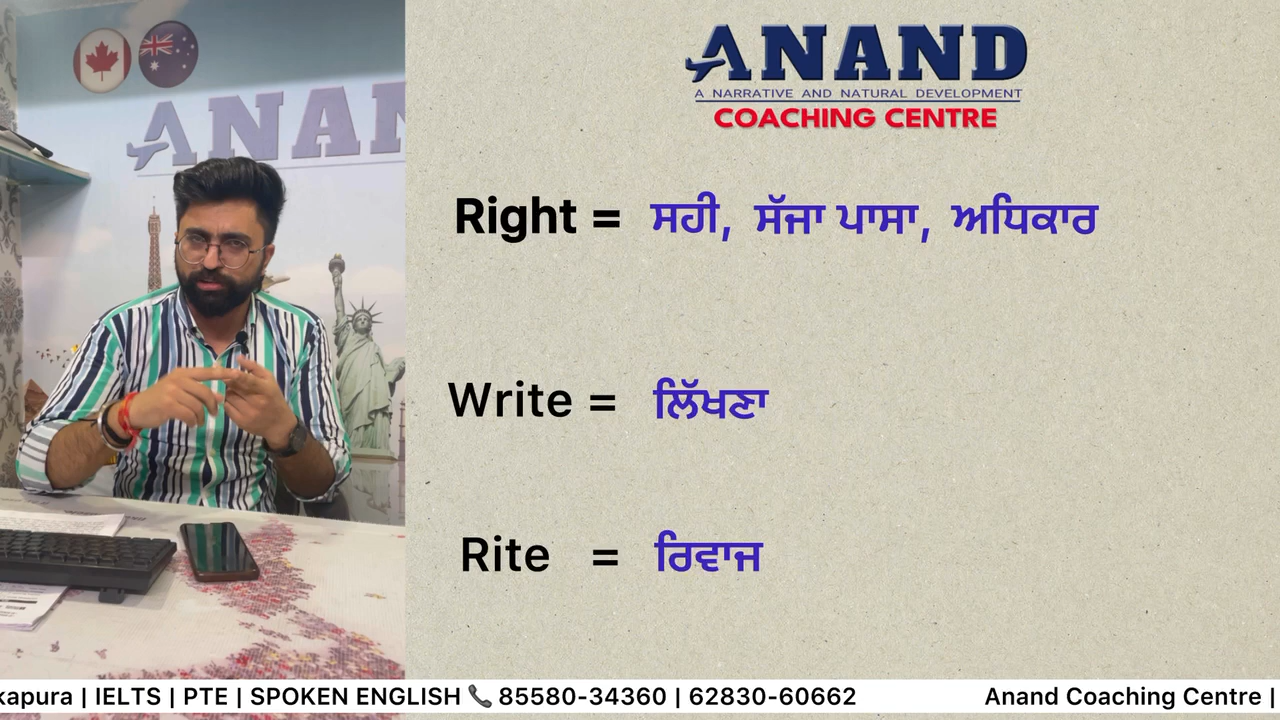 ANAND
A NARRATIVE AND NATURAL DEVELOPMENT
COACHING CENTRE
ANAN
Right = ਸਹੀ, ਸੱਜਾ ਪਾਸਾ, ਅਧਿਕਾਰ
Write = ਲਿੱਖਣਾ
Rite = ਰਿਵਾਜ
kapura | IELTS | PTE | SPOKEN ENGLISH 85580-34360 | 62830-60662 Anand Coaching Centre |